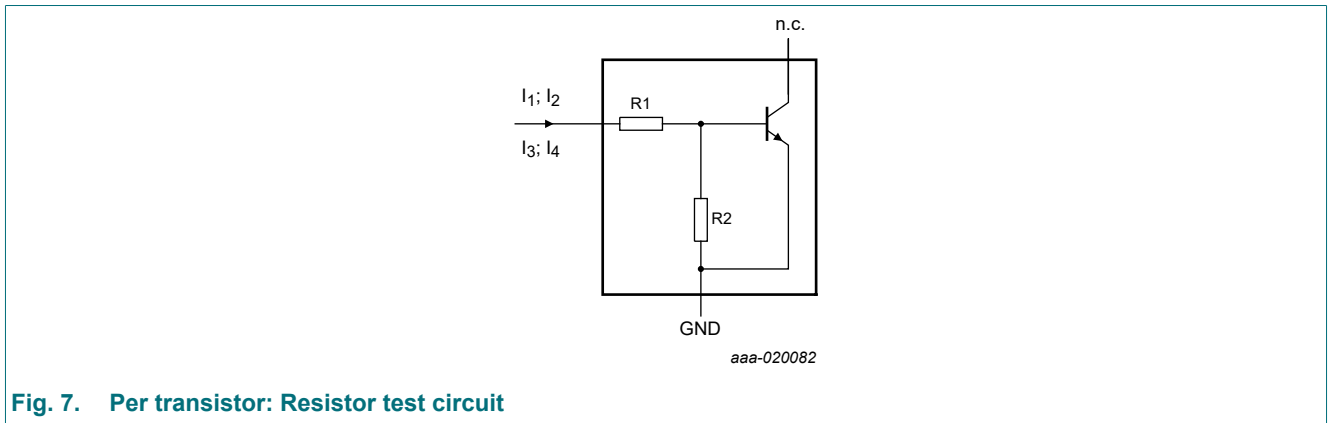 n.c.
I1; I2
R1
I3; I4
R2
GND
aaa-020082
Fig. 7. Per transistor: Resistor test circuit